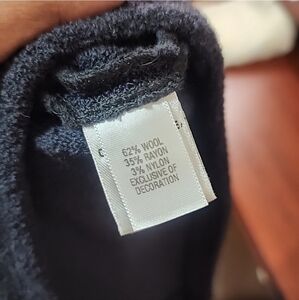 62% WOOL
35% RAYON
3% NYLON
EXCLUSIVE OF
DECORATION